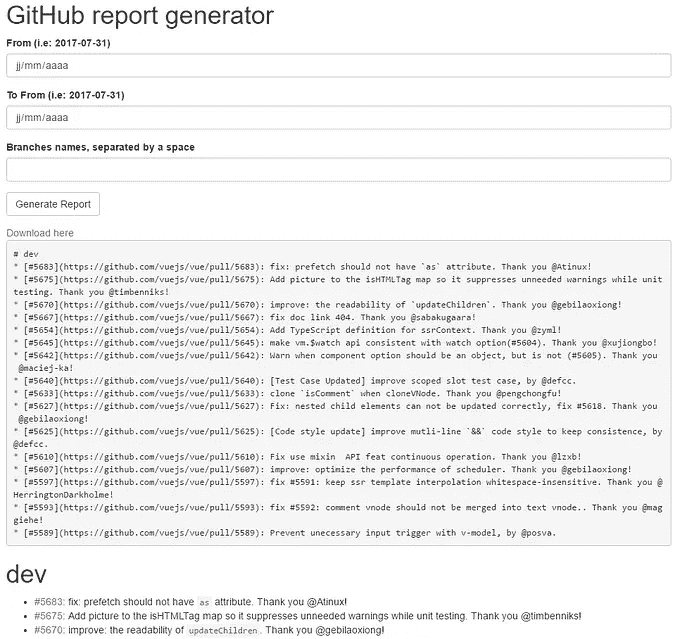 GitHub report generator
From (i.e: 2017-07-31)
jj/mm/aaaa
To From (i.e: 2017-07-31)
jj/mm/aaaa
Branches names, separated by a space
Generate Report
Download here
# dev
* [#5683](https://github.com/vuejs/vue/pull/5683): fix: prefetch should not have `as` attribute. Thank you @Atinux!
* [#5675](https://github.com/vuejs/vue/pull/5675): Add picture to the isHTMLTag map so it suppresses unneeded warnings while unit
testing. Thank you @timbenniks!
* [#5670](https://github.com/vuejs/vue/pull/5670): improve: the readability of `updateChildren`. Thank you @gebilaoxiong!
* [#5667](https://github.com/vuejs/vue/pull/5667): fix doc link 404. Thank you @sabakugaara!
* [#5654](https://github.com/vuejs/vue/pull/5654): Add TypeScript definition for ssrContext. Thank you @zyml!
* [#5645](https://github.com/vuejs/vue/pull/5645): make vm.$watch api consistent with watch option(#5604). Thank you @xujiongbo!
* [#5642](https://github.com/vuejs/vue/pull/5642): Warn when component option should be an object, but is not (#5605). Thank you
@maciej-ka!
* [#5640](https://github.com/vuejs/vue/pull/5640): [Test Case Updated] improve scoped slot test case, by @defcc.
* [#5633](https://github.com/vuejs/vue/pull/5633): clone `isComment` when cloneVNode. Thank you @pengchongfu!
* [#5627](https://github.com/vuejs/vue/pull/5627): Fix: nested child elements can not be updated correctly, fix #5618. Thank you
@gebilaoxiong!
* [#5625](https://github.com/vuejs/vue/pull/5625): [Code style update] improve mutli-line `&&` code style to keep consistence, by
@defcc.
* [#5610](https://github.com/vuejs/vue/pull/5610): Fix use mixin  API feat continuous operation. Thank you @lzxb!
* [#5607](https://github.com/vuejs/vue/pull/5607): improve: optimize the performance of scheduler. Thank you @gebilaoxiong!
* [#5597](https://github.com/vuejs/vue/pull/5597): fix #5591: keep ssr template interpolation whitespace-insensitive. Thank you @
HerringtonDarkholme!
* [#5593](https://github.com/vuejs/vue/pull/5593): fix #5592: comment vnode should not be merged into text vnode.. Thank you @mag
giehe!
* [#5589](https://github.com/vuejs/vue/pull/5589): Prevent unecessary input trigger with v-model, by @posva.
dev
• #5683: fix: prefetch should not have as attribute. Thank you @Atinux!
• #5675: Add picture to the isHTMLTag map so it suppresses unneeded warnings while unit testing. Thank you @timbenniks!
• #5670: improve: the readability of updateChildren. Thank you @gebilaoxiong!